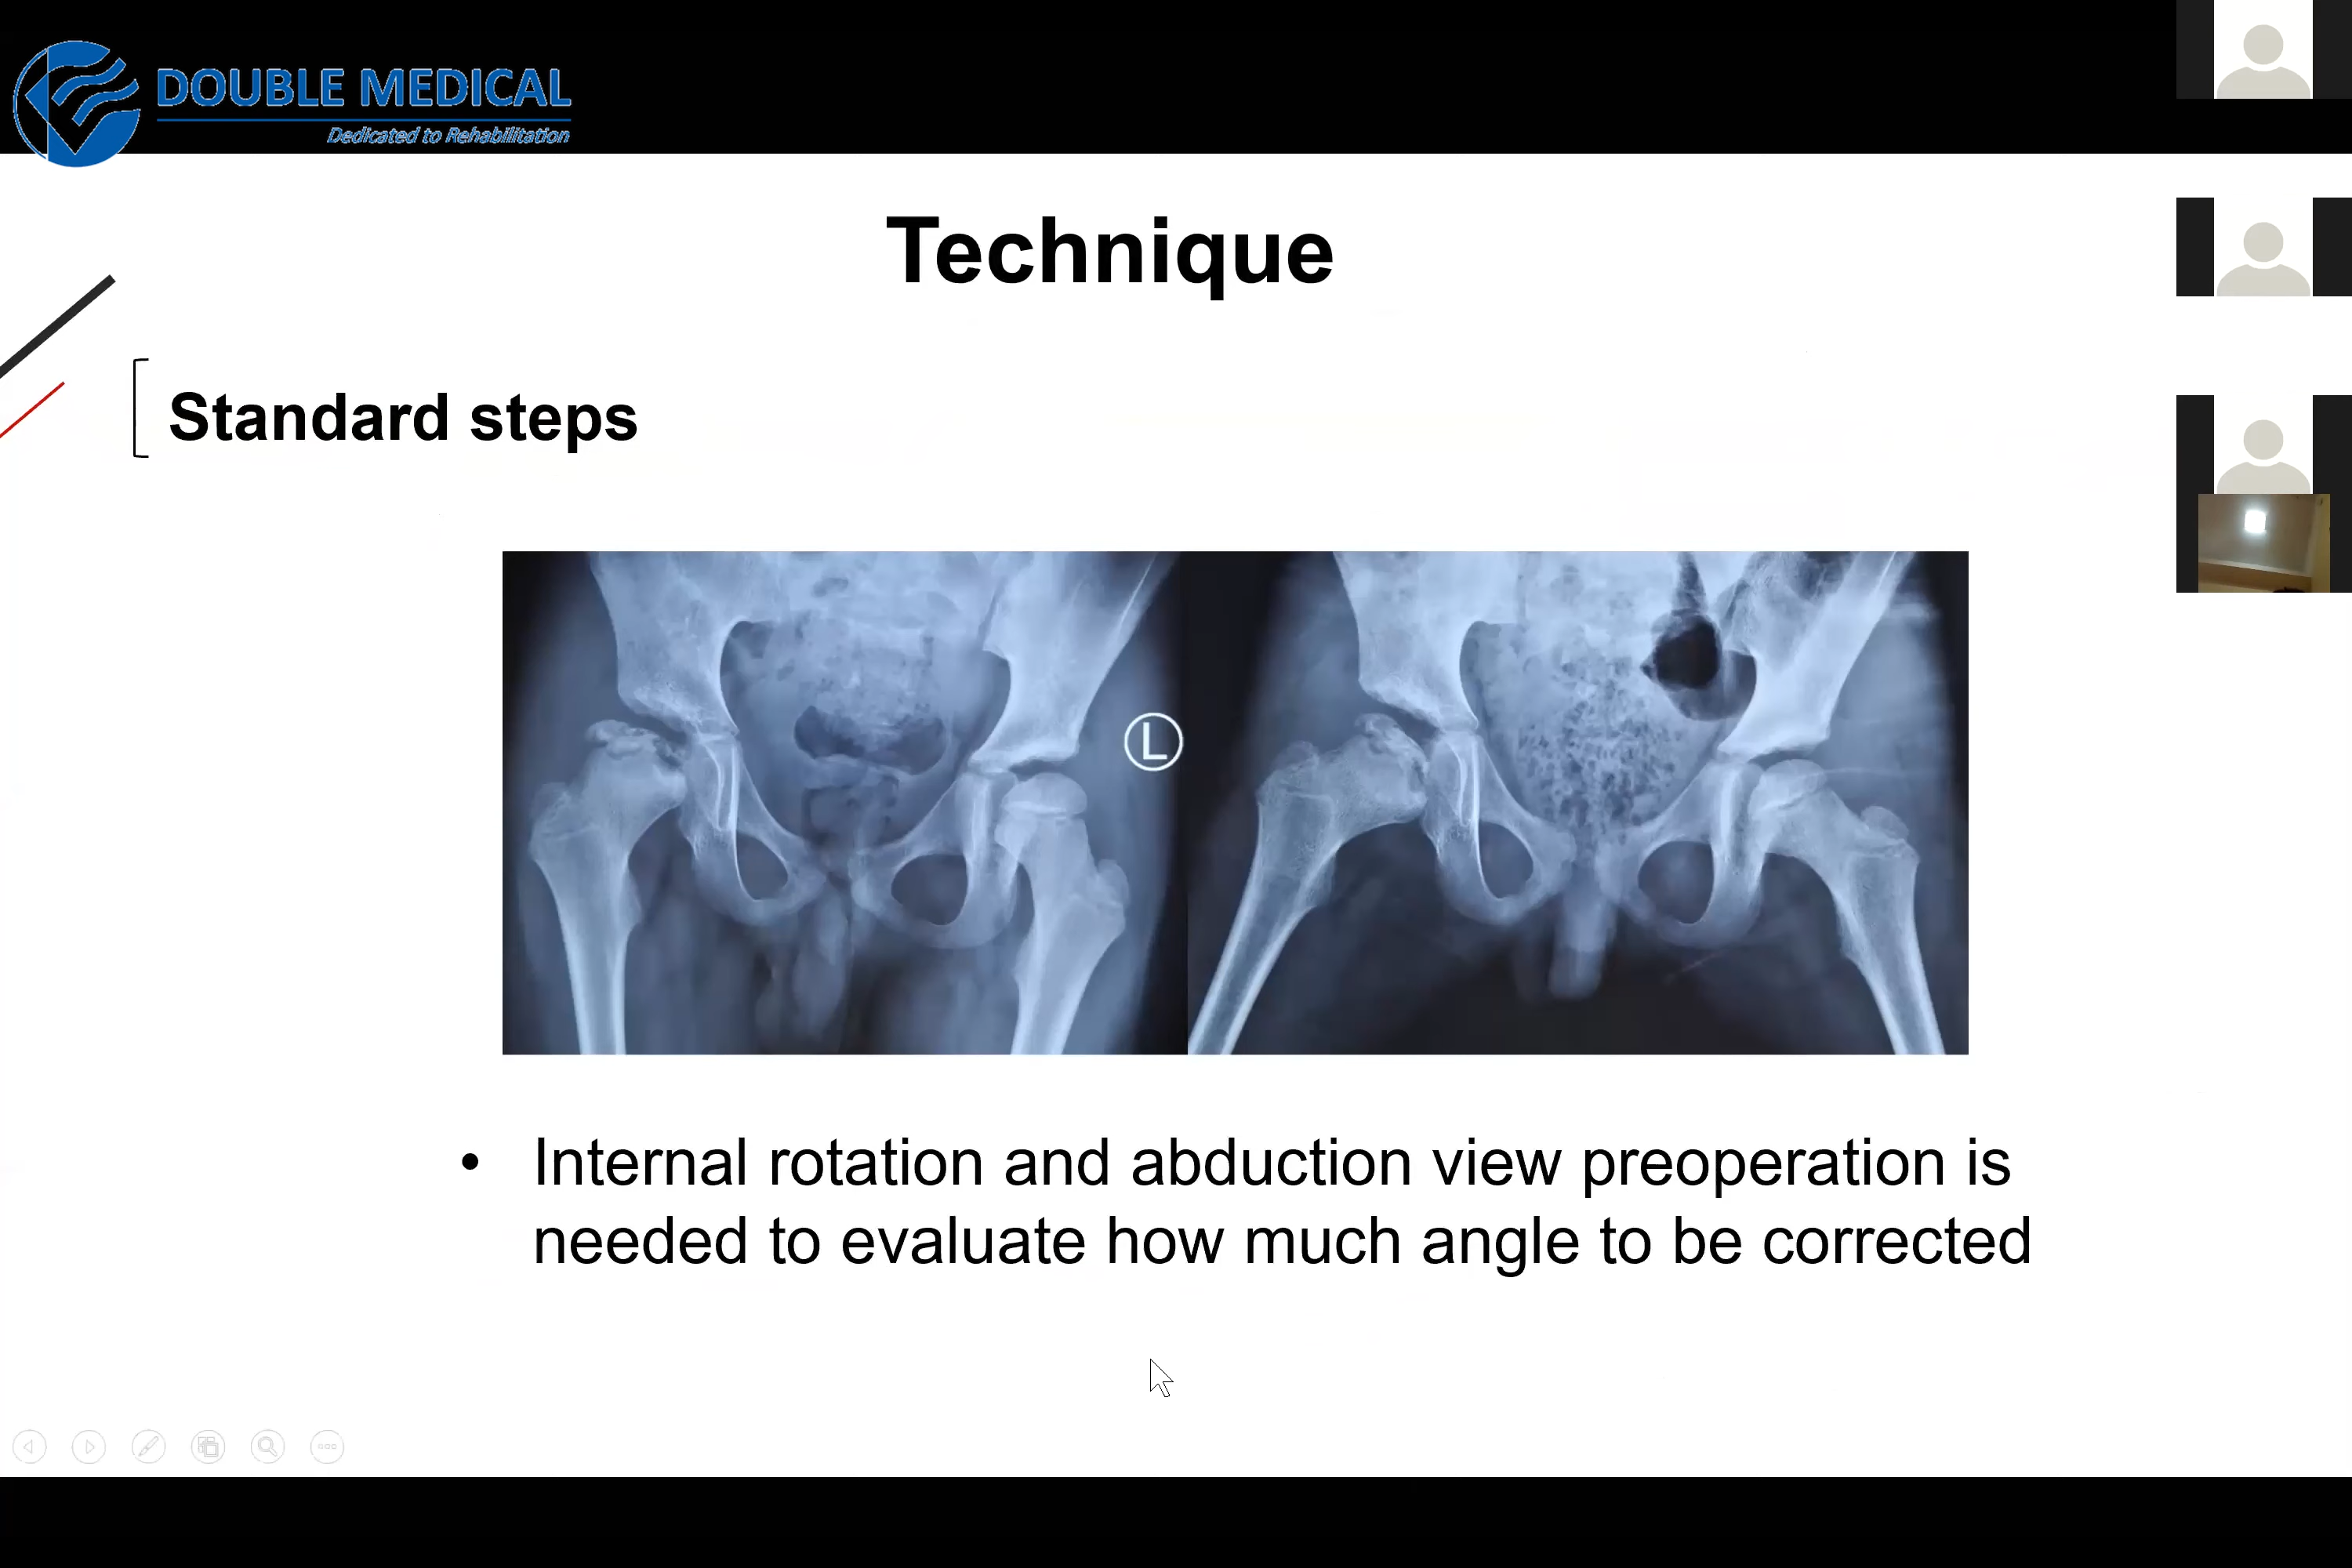 DOUBLE MEDICAL
Dedicated to Rehabilitation
Technique
Standard steps
L
• Internal rotation and abduction view preoperation is
needed to evaluate how much angle to be corrected